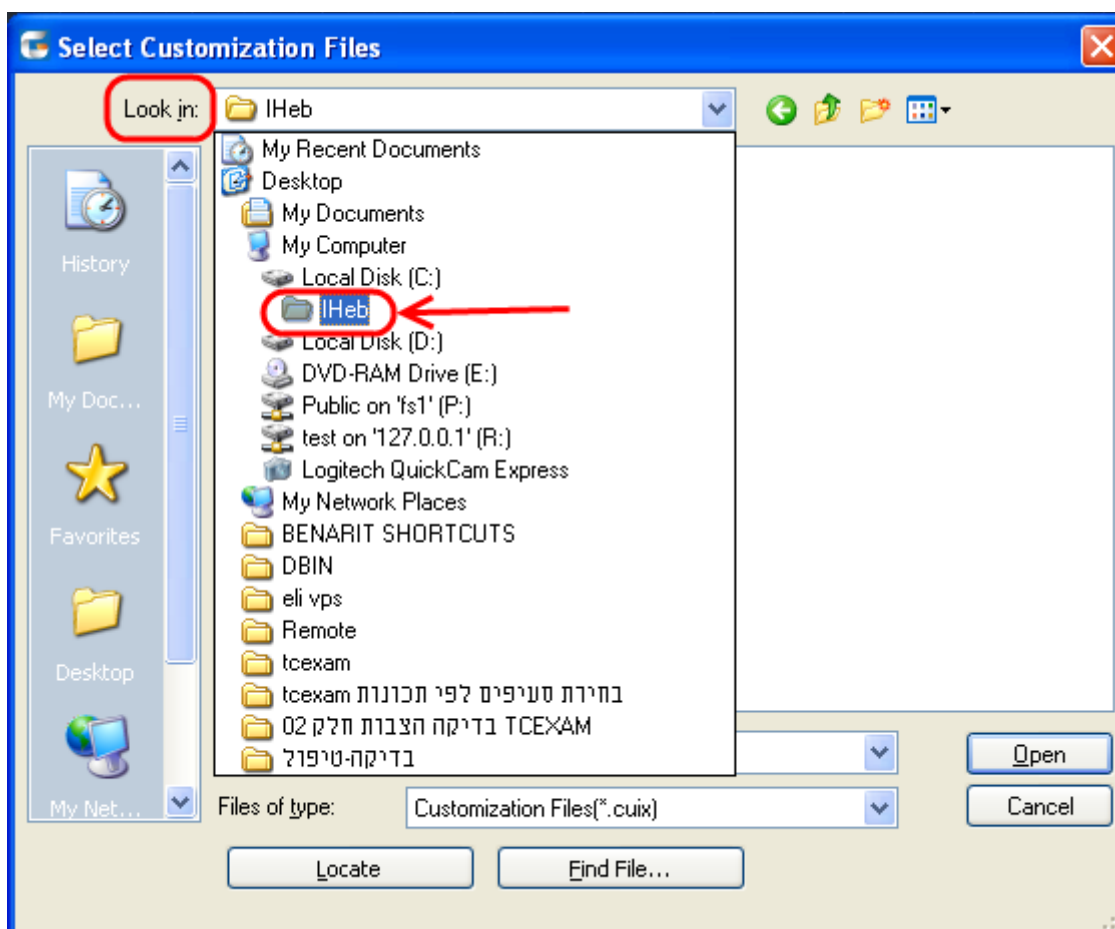 Select Customization Files
Look in:
IHeb
My Recent Documents
Desktop
My Documents
My Computer
Local Disk (C:)
IHeb
Local Disk (D:)
DVD-RAM Drive (E:)
Public on 'fs1' (P:)
test on '127.0.0.1' (R:)
Logitech QuickCam Express
My Network Places
BENARIT SHORTCUTS
DBIN
eli vps
Remote
tcexam
בחירת סעיפים לפי תכונות tcexam
TCEXAM בדיקה הצבות חלק 02
בדיקה-טיפול
History
My Doc...
Favorites
Desktop
My Net...
Files of type:
Customization Files(*.cuix)
Open
Cancel
Locate
Find File...